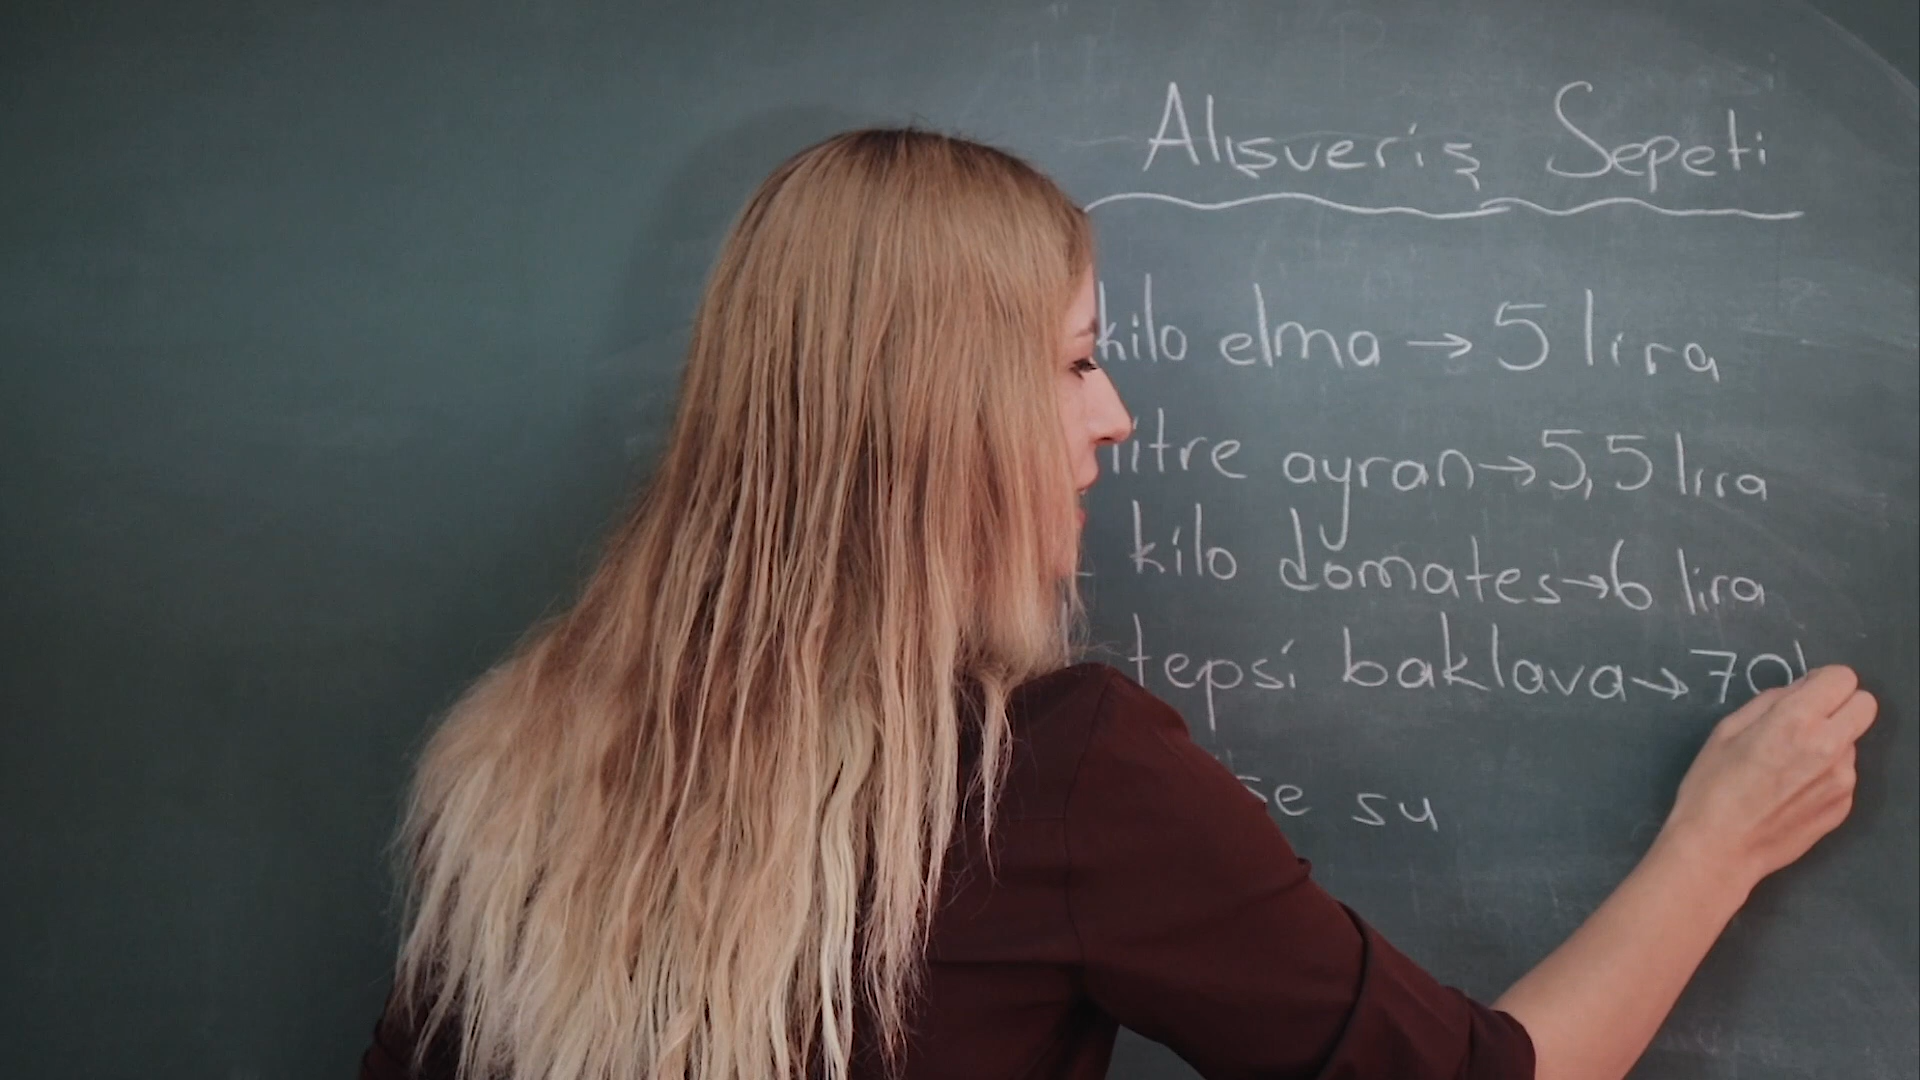 Alışveriş Sepeti
kilo elma → 5 lira
litre ayran → 5,5 lira
kilo domates → 6 lira
tepsi baklava → 70
su